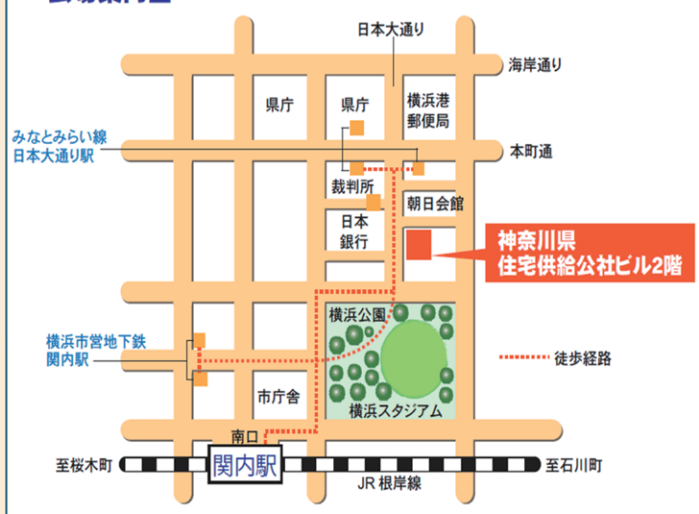 日本大通り
海岸通り
県庁
県庁
横浜港
郵便局
みなとみらい線
日本大通り駅
本町通
裁判所
朝日会館
日本
銀行
神奈川県
住宅供給公社ビル2階
横浜公園
横浜市営地下鉄
関内駅
徒歩経路
市庁舎
横浜スタジアム
南口
至桜木町
関内駅
至石川町
JR 根岸線